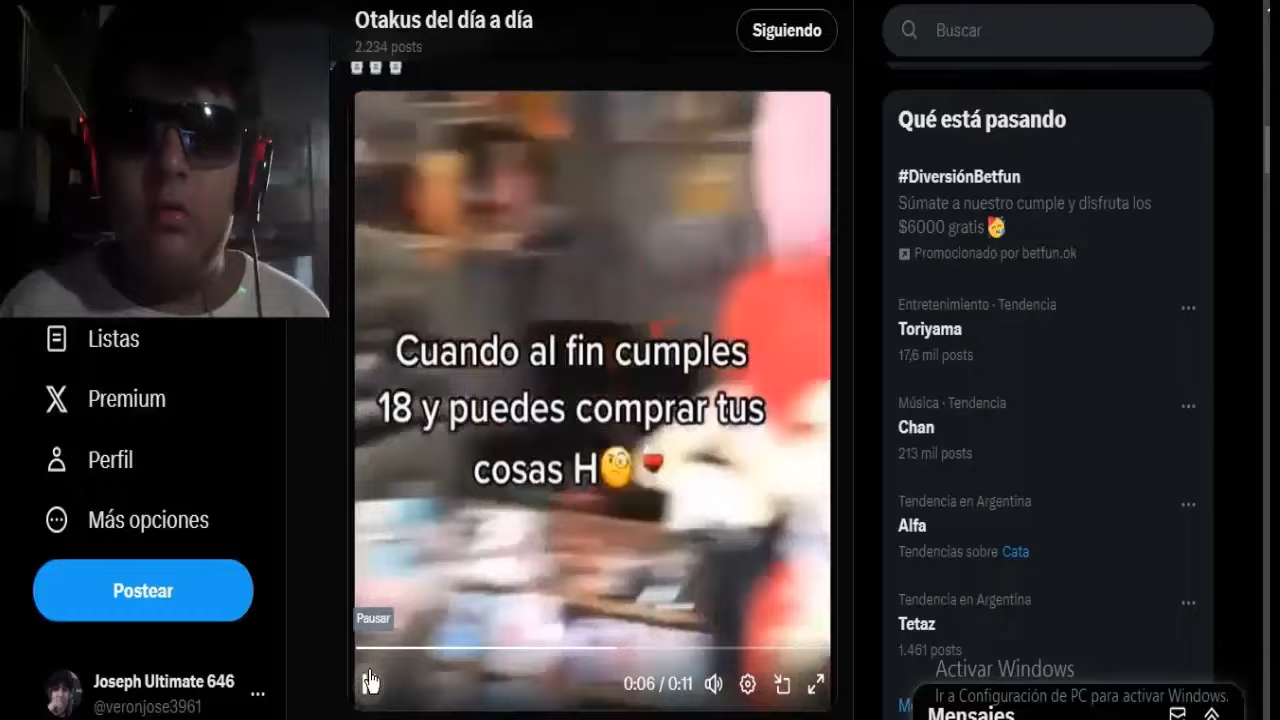 Otakus del día a día
2.234 posts
Siguiendo
Buscar
Cuando al fin cumples
18 y puedes comprar tus
cosas H🧐🍷
Pausar
0:06 / 0:11
Listas
Premium
Perfil
Más opciones
Postear
Joseph Ultimate 646
@veronjose3961
Qué está pasando
#DiversiónBetfun
Súmate a nuestro cumple y disfruta los
$6000 gratis 🥳
Promocionado por betfun.ok
Entretenimiento · Tendencia
Toriyama
17,6 mil posts
Música · Tendencia
Chan
213 mil posts
Tendencia en Argentina
Alfa
Tendencias sobre Cata
Tendencia en Argentina
Tetaz
1.461 posts
Activar Windows
Ir a Configuración de PC para activar Windows.
Mensajes